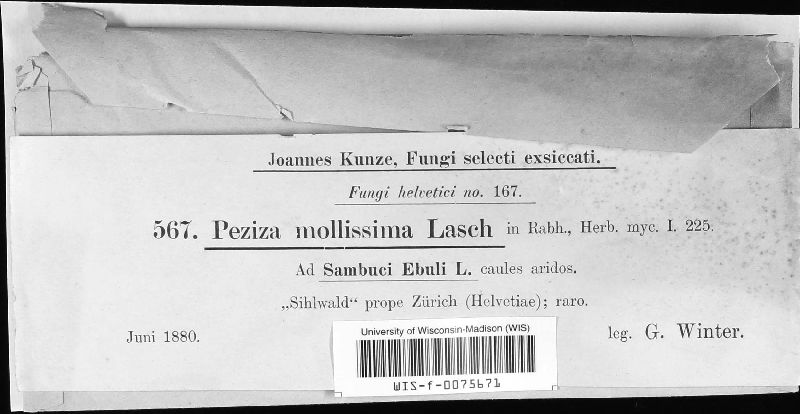 Joannes Kunze, Fungi selecti exsiccati.
Fungi helvetici no. 167.
567. Peziza mollissima Lasch in Rabh., Herb. myc. I. 225.
Ad Sambuci Ebuli L. caules aridos.
„Sihlwald“ prope Zürich (Helvetiae); raro.
Juni 1880.
leg. G. Winter.
University of Wisconsin-Madison (WIS)
WIS-f-0075671